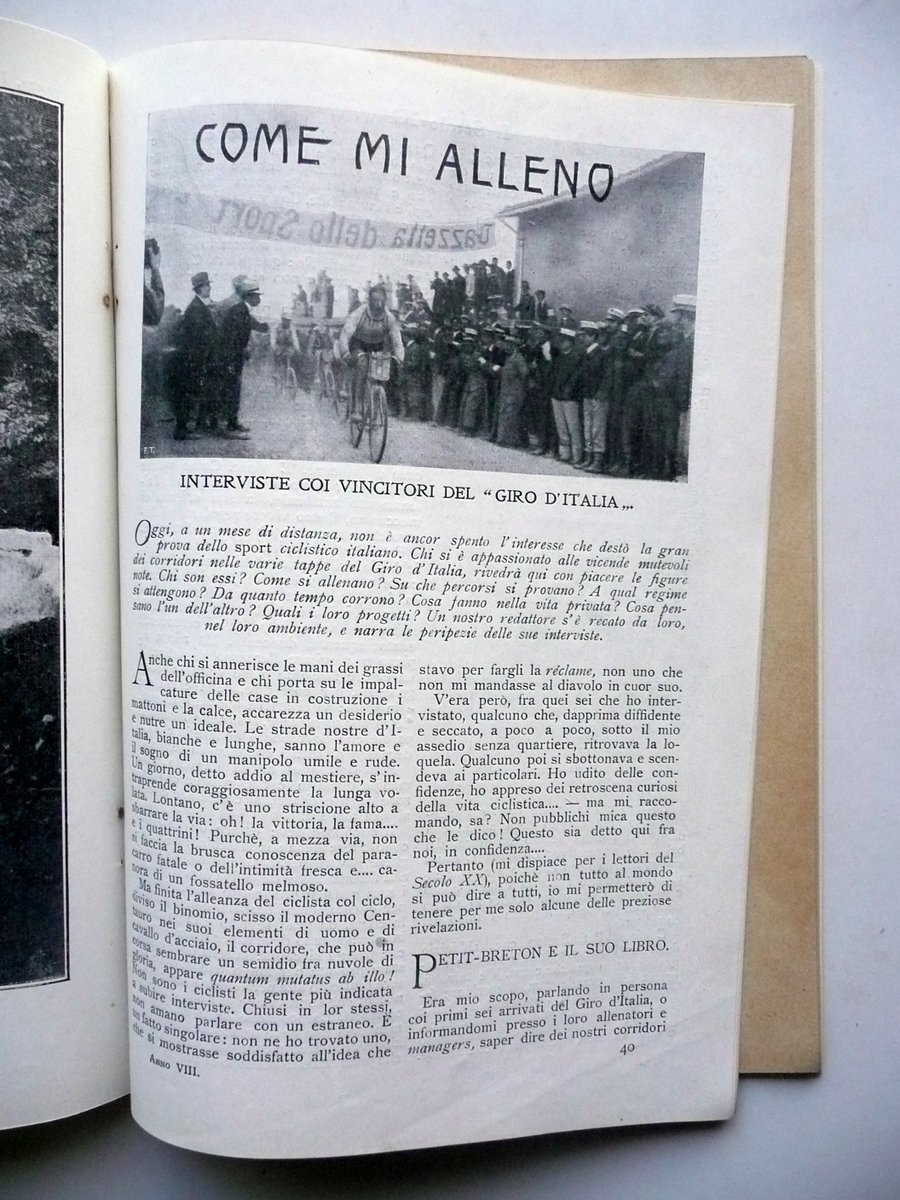 COME MI ALLENO
Gazzetta dello Sport
F.T.
INTERVISTE COI VINCITORI DEL “GIRO D'ITALIA„.
Oggi, a un mese di distanza, non è ancor spento l'interesse che destò la gran
prova dello sport ciclistico italiano. Chi si è appassionato alle vicende mutevoli
dei corridori nelle varie tappe del Giro d'Italia, rivedrà qui con piacere le figure
note. Chi son essi? Come si allenano? Su che percorsi si provano? A qual regime
si attengono? Da quanto tempo corrono? Cosa fanno nella vita privata? Cosa pen-
sano l'un dell'altro? Quali i loro progetti? Un nostro redattore s'è recato da loro,
nel loro ambiente, e narra le peripezie delle sue interviste.
Anche chi si annerisce le mani dei grassi
dell'officina e chi porta su le impal-
cature delle case in costruzione i
mattoni e la calce, accarezza un desiderio
e nutre un ideale. Le strade nostre d'I-
talia, bianche e lunghe, sanno l'amore e
il sogno di un manipolo umile e rude.
Un giorno, detto addio al mestiere, s'in-
traprende coraggiosamente la lunga vo-
lata. Lontano, c'è uno striscione alto a
sbarrare la via: oh! la vittoria, la fama....
e i quattrini! Purchè, a mezza via, non
si faccia la brusca conoscenza del para-
carro fatale o dell'intimità fresca e.... ca-
nora di un fossatello melmoso.
Ma finita l'alleanza del ciclista col ciclo,
diviso il binomio, scisso il moderno Cen-
tauro nei suoi elementi di uomo e di
cavallo d'acciaio, il corridore, che può in
corsa sembrare un semidio fra nuvole di
gloria, appare quantum mutatus ab illo!
Non sono i ciclisti la gente più indicata
a subire interviste. Chiusi in lor stessi,
non amano parlare con un estraneo. È
un fatto singolare: non ne ho trovato uno,
che si mostrasse soddisfatto all'idea che
ANNO VIII.
stavo per fargli la réclame, non uno che
non mi mandasse al diavolo in cuor suo.
V'era però, fra quei sei che ho inter-
vistato, qualcuno che, dapprima diffidente
e seccato, a poco a poco, sotto il mio
assedio senza quartiere, ritrovava la lo-
quela. Qualcuno poi si sbottonava e scen-
deva ai particolari. Ho udito delle con-
fidenze, ho appreso dei retroscena curiosi
della vita ciclistica.... — ma mi racco-
mando, sa? Non pubblichi mica questo
che le dico! Questo sia detto qui fra
noi, in confidenza....
Pertanto (mi dispiace per i lettori del
Secolo XX), poichè non tutto al mondo
si può dire a tutti, io mi permetterò di
tenere per me solo alcune delle preziose
rivelazioni.
PETIT-BRETON E IL SUO LIBRO.
Era mio scopo, parlando in persona
coi primi sei arrivati del Giro d'Italia, o
informandomi presso i loro allenatori e
managers, saper dire dei nostri corridori
40